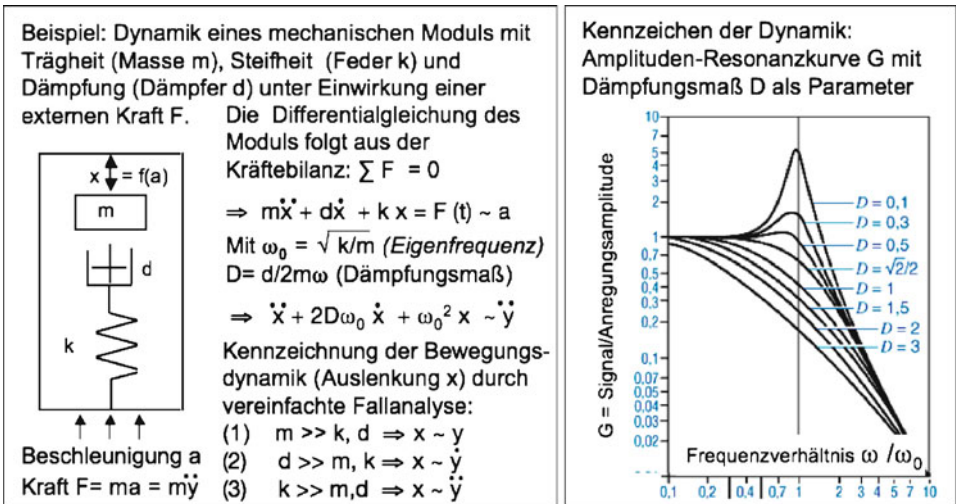 Beispiel: Dynamik eines mechanischen Moduls mit
Trägheit (Masse m), Steifheit (Feder k) und
Dämpfung (Dämpfer d) unter Einwirkung einer
externen Kraft F.
Die Differentialgleichung des
Moduls folgt aus der
Kräftebilanz: ∑ F = 0
⇒ mẍ + dẋ + k x = F (t) ~ a
Mit ω₀ = √k/m (Eigenfrequenz)
D= d/2mω (Dämpfungsmaß)
⇒ ẍ + 2Dω₀ ẋ + ω₀² x ~ ÿ
Kennzeichnung der Bewegungs-
dynamik (Auslenkung x) durch
vereinfachte Fallanalyse:
(1) m >> k, d ⇒ x ~ y
(2) d >> m, k ⇒ x ~ ẏ
(3) k >> m,d ⇒ x ~ ÿ
x = f(a)
m
d
k
Beschleunigung a
Kraft F= ma = mÿ
Kennzeichen der Dynamik:
Amplituden-Resonanzkurve G mit
Dämpfungsmaß D als Parameter
G = Signal/Anregungsamplitude
10
7
5
4
3
2
1
0,7
0,5
0,4
0,3
0,2
0,1
0,07
0,05
0,04
0,03
0,02
D = 0,1
D = 0,3
D = 0,5
D = √2/2
D = 1
D = 1,5
D = 2
D = 3
Frequenzverhältnis ω /ω₀
0,1 0,2 0,4 0,7 1 2 3 4 5 7 10